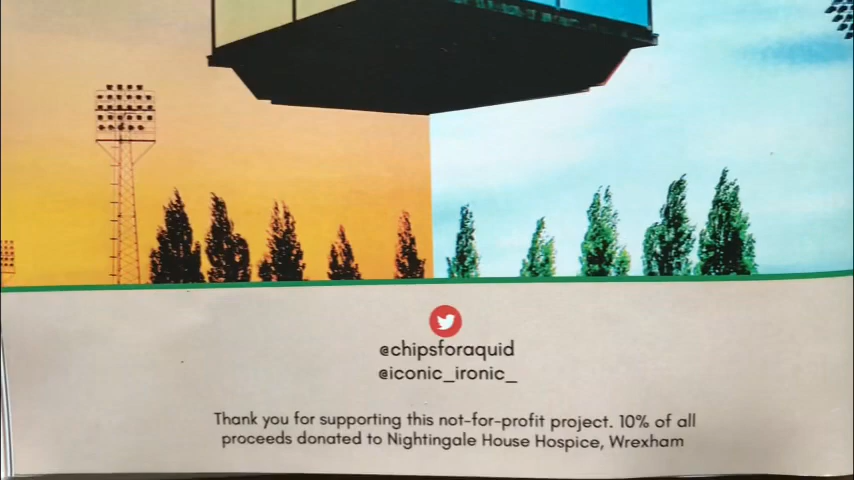 @chipsforaquid
@iconic_ironic_
Thank you for supporting this not-for-profit project. 10% of all
proceeds donated to Nightingale House Hospice, Wrexham